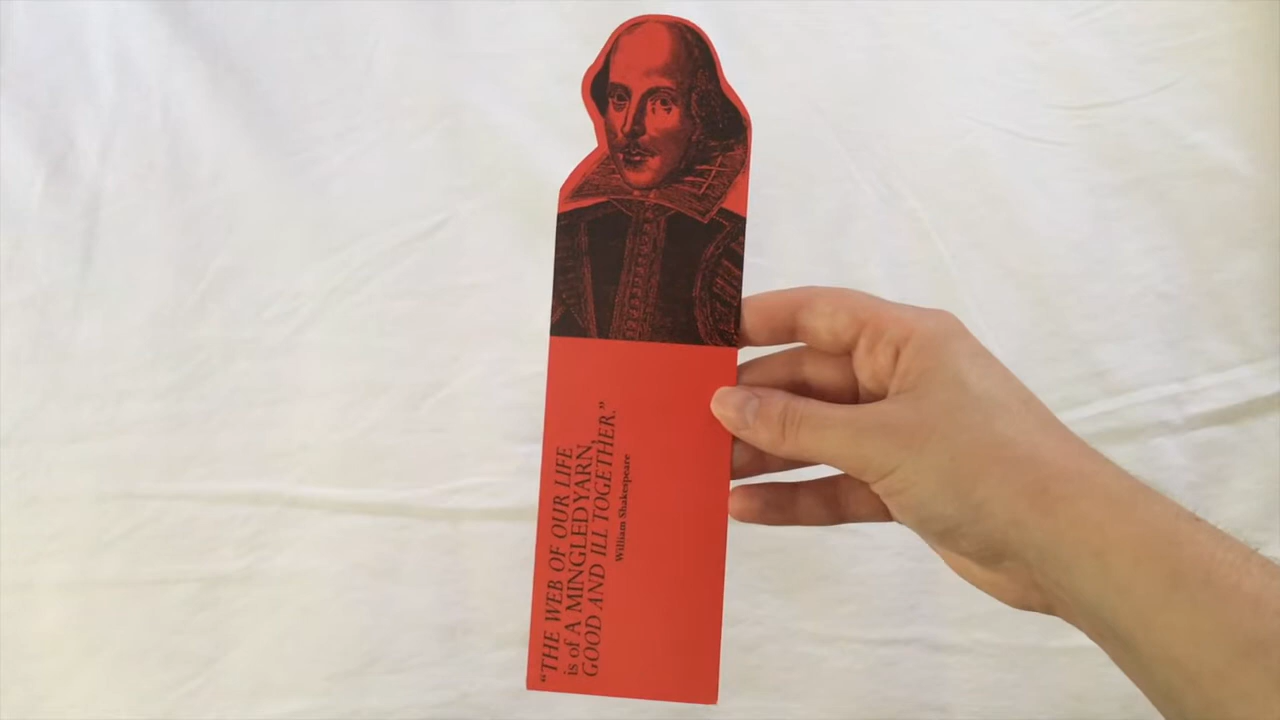 “THE WEB OF OUR LIFE
is of A MINGLED YARN,
GOOD AND ILL TOGETHER.”
William Shakespeare